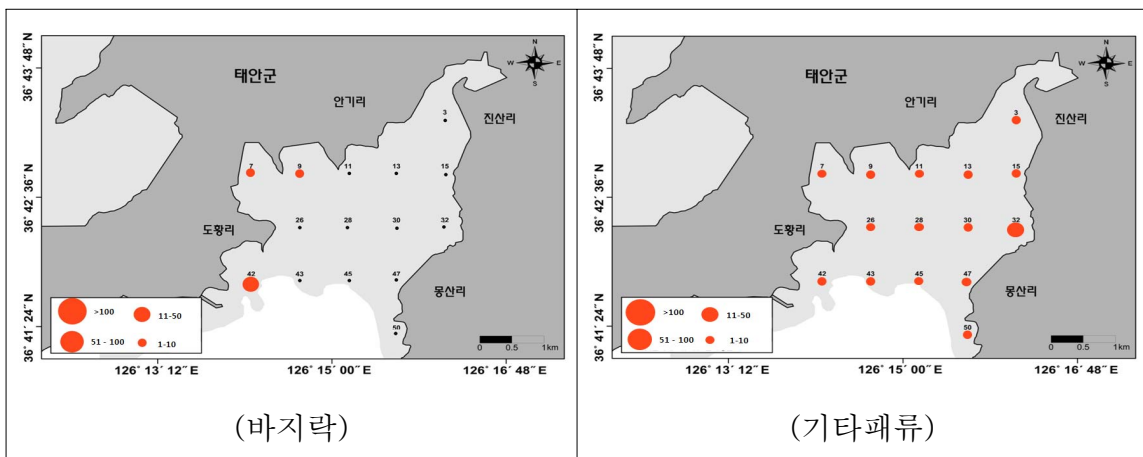 36° 43′ 48″ N
36° 42′ 36″ N
36° 41′ 24″ N
태안군
안기리
진산리
도황리
몽산리
N
W E
S
3
7 9 11 13 15
26 28 30 32
42 43 45 47
50
>100 11-50
51 - 100 1-10
0 0.5 1km
126° 13′ 12″ E 126° 15′ 00″ E 126° 16′ 48″ E
(바지락)
36° 43′ 48″ N
36° 42′ 36″ N
36° 41′ 24″ N
태안군
안기리
진산리
도황리
몽산리
N
W E
S
3
7 9 11 13 15
26 28 30 32
42 43 45 47
50
>100 11-50
51 - 100 1-10
0 0.5 1km
126° 13′ 12″ E 126° 15′ 00″ E 126° 16′ 48″ E
(기타패류)